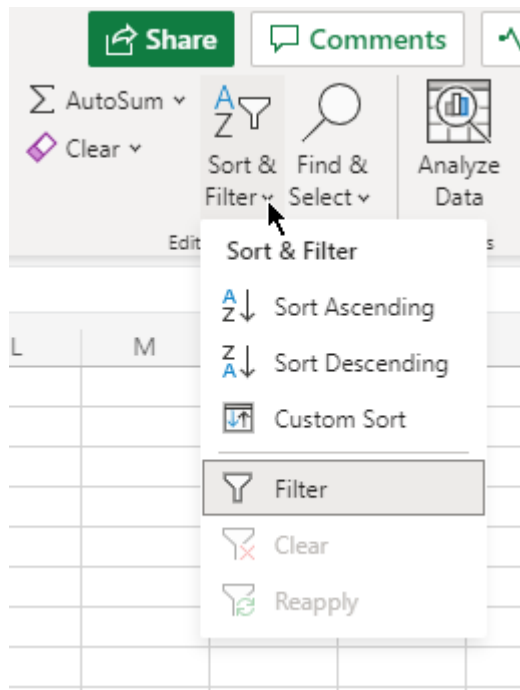 Share
Comments
AutoSum
Clear
Sort &
Filter
Find &
Select
Analyze
Data
Edit
s
Sort & Filter
Sort Ascending
Sort Descending
Custom Sort
Filter
Clear
Reapply
L
M